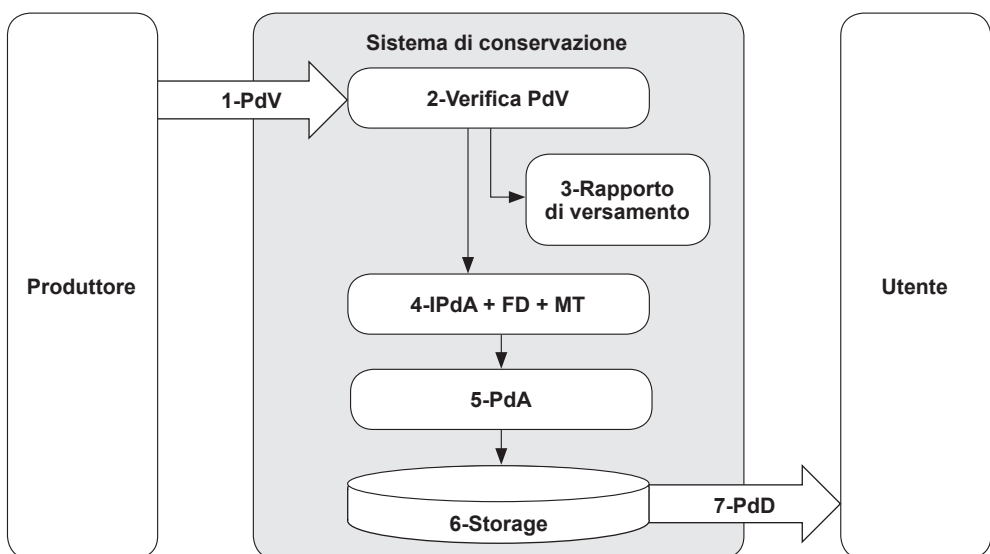 Sistema di conservazione
1-PdV
2-Verifica PdV
3-Rapporto
di versamento
Produttore
4-IPdA + FD + MT
Utente
5-PdA
6-Storage
7-PdD